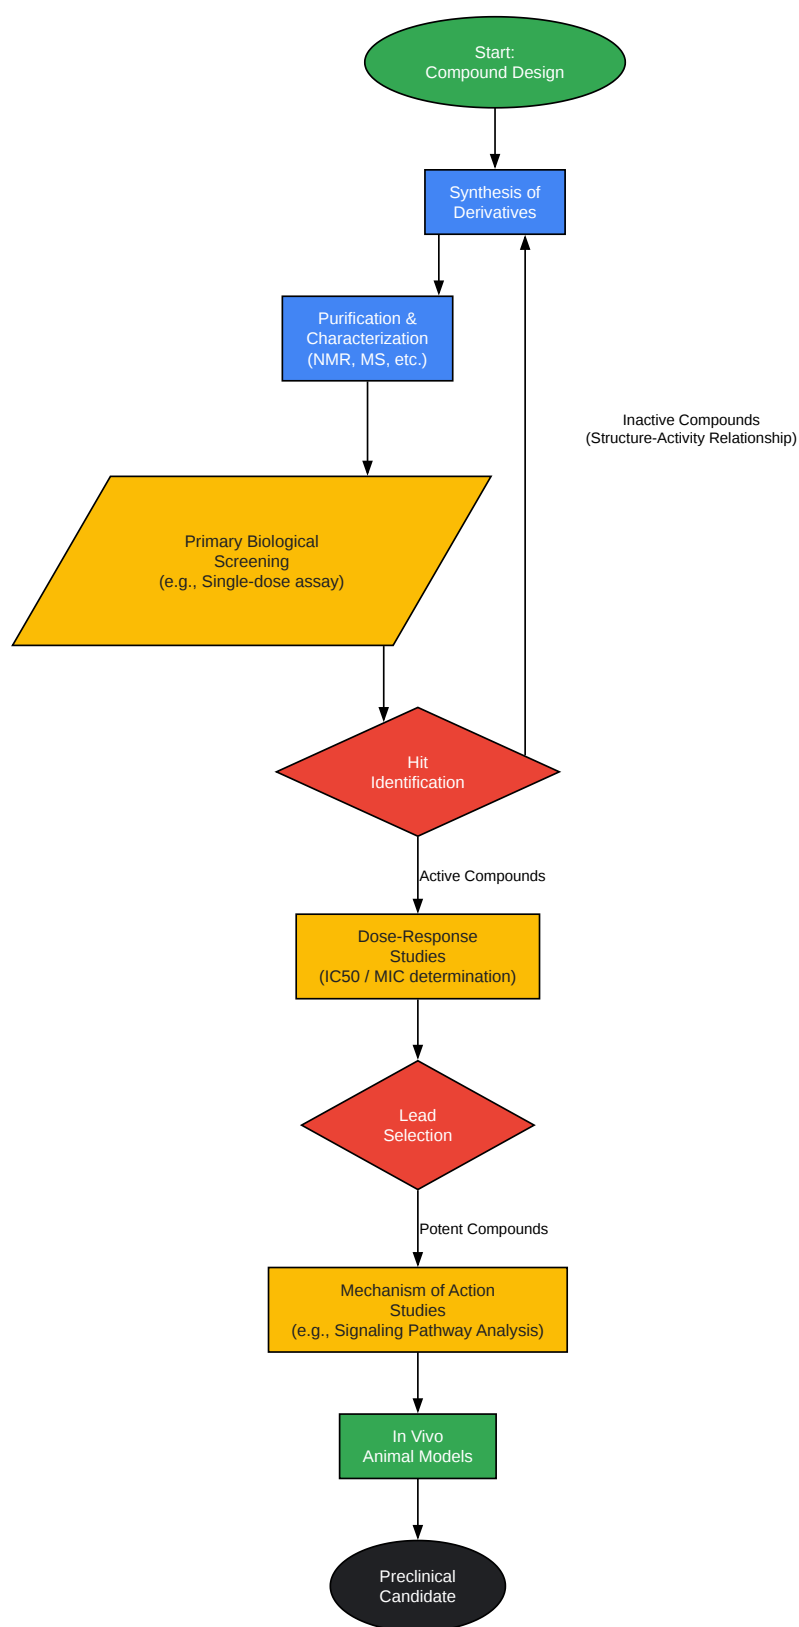 Start:
Compound Design
Synthesis of
Derivatives
Purification &
Characterization
(NMR, MS, etc.)
Inactive Compounds
(Structure-Activity Relationship)
Primary Biological
Screening
(e.g., Single-dose assay)
Hit
Identification
Active Compounds
Dose-Response
Studies
(IC50 / MIC determination)
Lead
Selection
Potent Compounds
Mechanism of Action
Studies
(e.g., Signaling Pathway Analysis)
In Vivo
Animal Models
Preclinical
Candidate